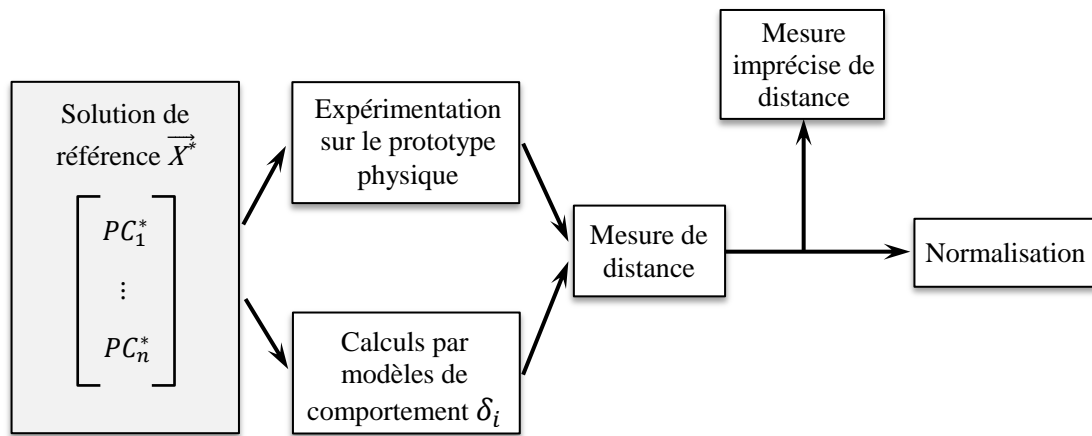 Solution de
référence X⃗*
PC₁*
⋮
PCₙ*
Expérimentation
sur le prototype
physique
Calculs par
modèles de
comportement δᵢ
Mesure de
distance
Mesure
imprécise de
distance
Normalisation